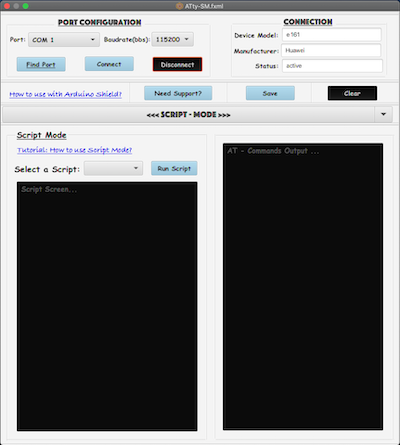 ATty-SM.fxml
PORT CONFIGURATION
Port: COM 1 Baudrate(bbs): 115200
Find Port Connect Disconnect
CONNECTION
Device Model: e161
Manufacturer: Huawei
Status: active
How to use with Arduino Shield? Need Support? Save Clear
<<< SCRIPT - MODE >>>
Script Mode
Tutorial: How to use Script Mode?
Select a Script: Run Script
Script Screen...
AT - Commands Output ...